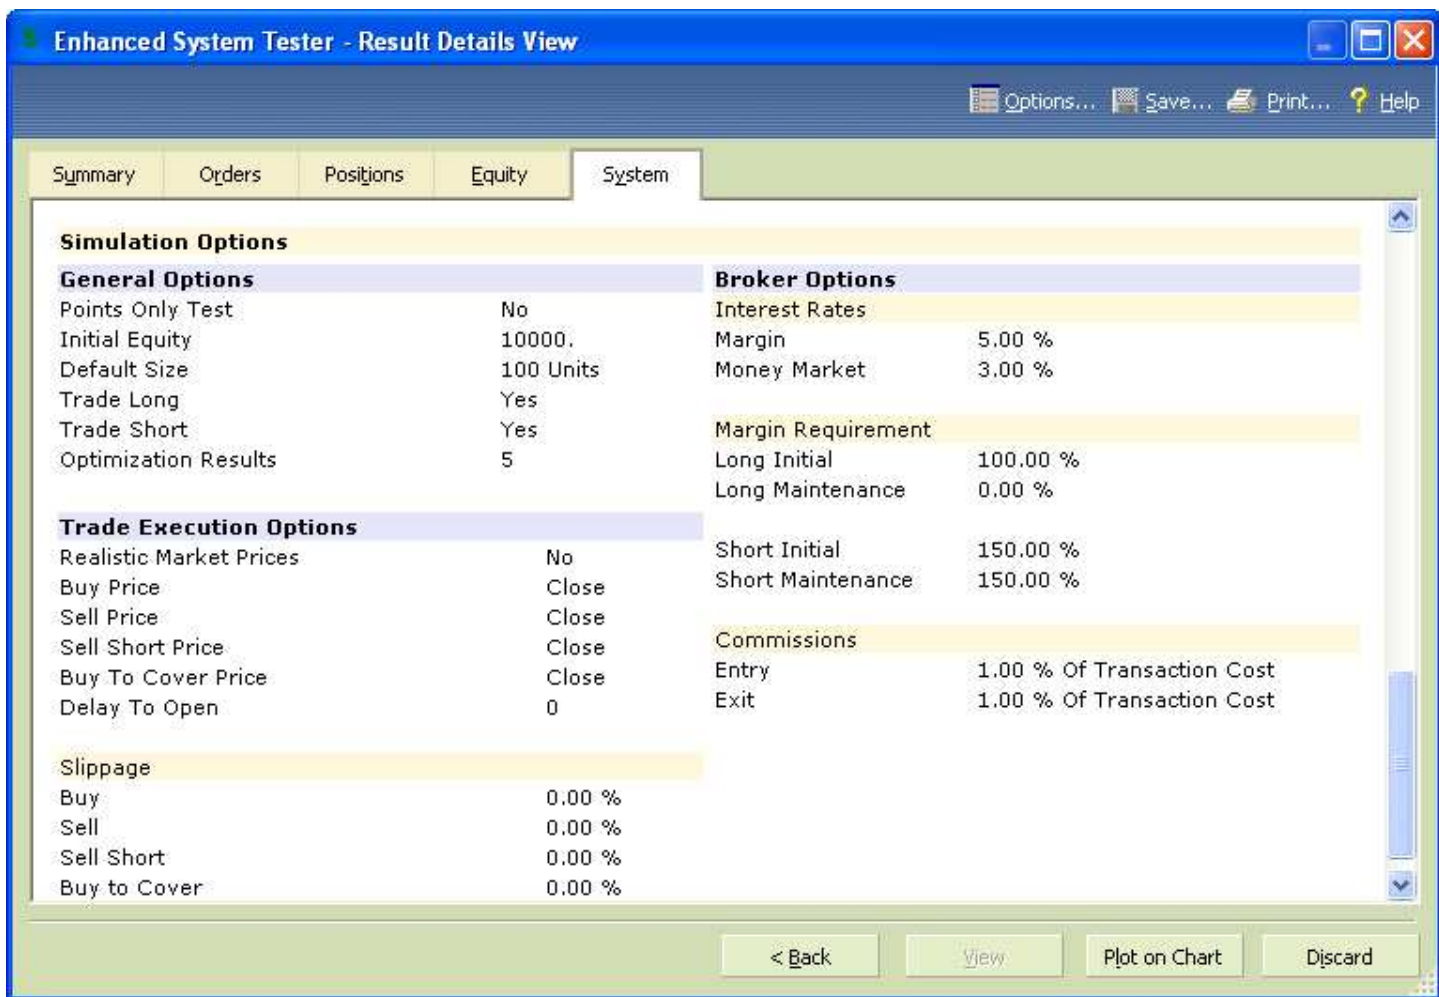 Enhanced System Tester - Result Details View
Options... Save... Print... ? Help
Summary Orders Positions Equity System
Simulation Options
General Options
Points Only Test No
Initial Equity 10000.
Default Size 100 Units
Trade Long Yes
Trade Short Yes
Optimization Results 5
Trade Execution Options
Realistic Market Prices No
Buy Price Close
Sell Price Close
Sell Short Price Close
Buy To Cover Price Close
Delay To Open 0
Slippage
Buy 0.00 %
Sell 0.00 %
Sell Short 0.00 %
Buy to Cover 0.00 %
Broker Options
Interest Rates
Margin 5.00 %
Money Market 3.00 %
Margin Requirement
Long Initial 100.00 %
Long Maintenance 0.00 %
Short Initial 150.00 %
Short Maintenance 150.00 %
Commissions
Entry 1.00 % Of Transaction Cost
Exit 1.00 % Of Transaction Cost
< Back View Plot on Chart Discard